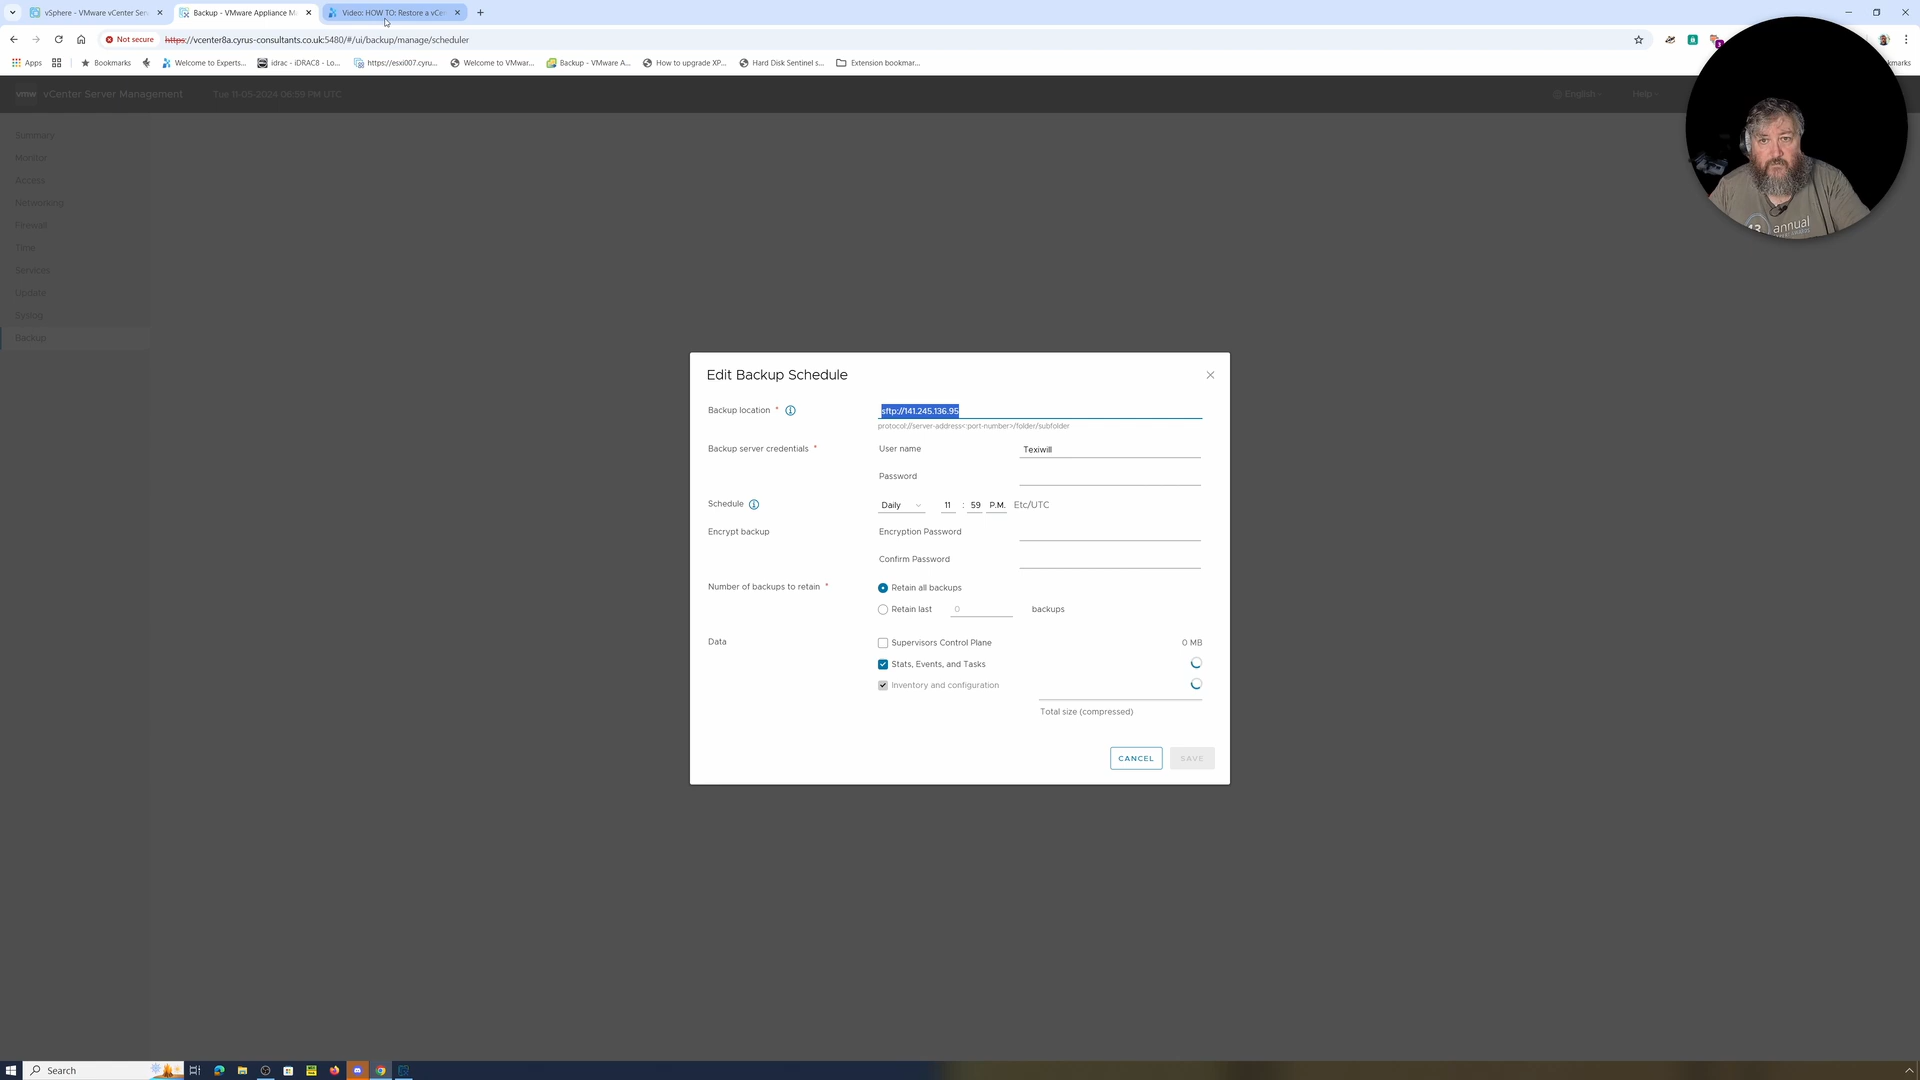 vSphere - VMware vCenter Ser
Backup - VMware Appliance M
Video: HOW TO: Restore a vCe
Not secure
https://vcenter8a.cyrus-consultants.co.uk:5480/#/ui/backup/manage/scheduler
Apps
Bookmarks
Welcome to Experts...
idrac - iDRAC8 - Lo...
https://esxi007.cyru...
Welcome to VMwar...
Backup - VMware A...
How to upgrade XP...
Hard Disk Sentinel s...
Extension bookmar...
kmarks
vmw
vCenter Server Management
Tue 11-05-2024 06:59 PM UTC
English
Help
Summary
Monitor
Access
Networking
Firewall
Time
Services
Update
Syslog
Backup
13 annual
Edit Backup Schedule
Backup location *
sftp://141.245.136.95
protocol://server-address<:port-number>/folder/subfolder
Backup server credentials *
User name
Texiwill
Password
Schedule
Daily
11 : 59 P.M. Etc/UTC
Encrypt backup
Encryption Password
Confirm Password
Number of backups to retain *
Retain all backups
Retain last 0 backups
Data
Supervisors Control Plane
0 MB
Stats, Events, and Tasks
Inventory and configuration
Total size (compressed)
CANCEL
SAVE
Search